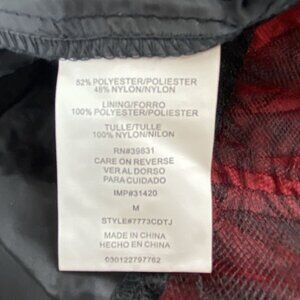 52% POLYESTER/POLIESTER
48% NYLON/NYLON
LINING/FORRO
100% POLYESTER/POLIESTER
TULLE/TULLE
100% NYLON/NILON
RN#39831
CARE ON REVERSE
VER AL DORSO
PARA CUIDADO
IMP#31420
M
STYLE#7773CDTJ
MADE IN CHINA
HECHO EN CHINA
030122797762